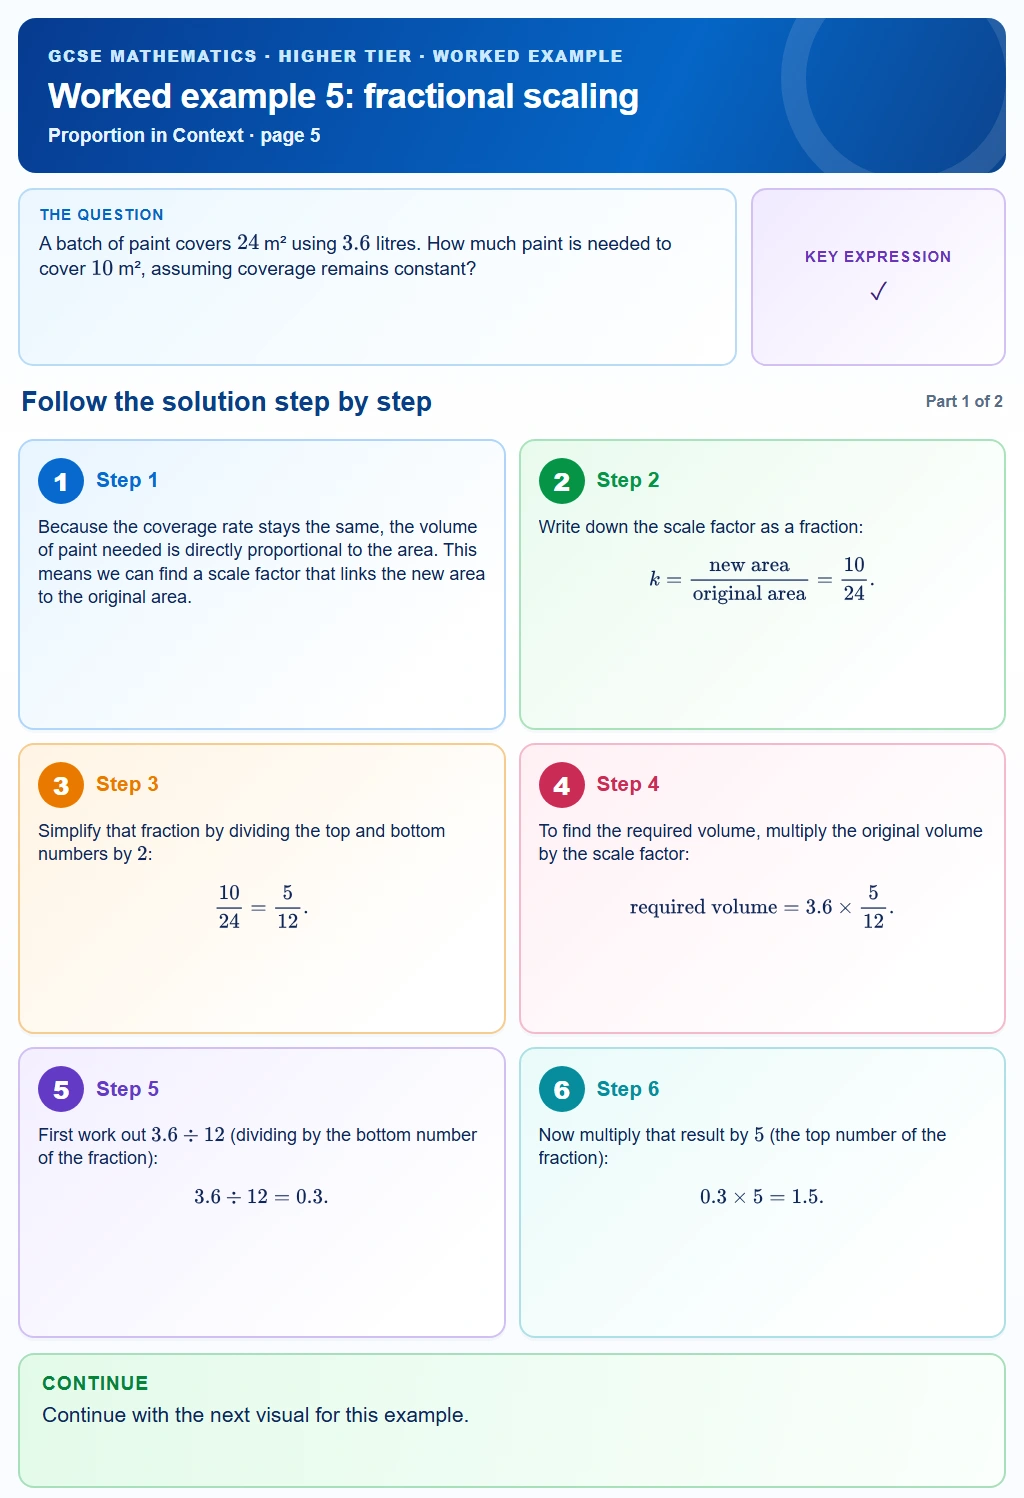 GCSE MATHEMATICS · HIGHER TIER · WORKED EXAMPLE
Worked example 5: fractional scaling
Proportion in Context · page 5
THE QUESTION
A batch of paint covers 24 m² using 3.6 litres. How much paint is needed to
cover 10 m², assuming coverage remains constant?
KEY EXPRESSION
✓
Follow the solution step by step
Part 1 of 2
1 Step 1
Because the coverage rate stays the same, the volume
of paint needed is directly proportional to the area. This
means we can find a scale factor that links the new area
to the original area.
2 Step 2
Write down the scale factor as a fraction:
k = new area / original area = 10/24.
3 Step 3
Simplify that fraction by dividing the top and bottom
numbers by 2:
10/24 = 5/12.
4 Step 4
To find the required volume, multiply the original volume
by the scale factor:
required volume = 3.6 × 5/12.
5 Step 5
First work out 3.6 ÷ 12 (dividing by the bottom number
of the fraction):
3.6 ÷ 12 = 0.3.
6 Step 6
Now multiply that result by 5 (the top number of the
fraction):
0.3 × 5 = 1.5.
CONTINUE
Continue with the next visual for this example.